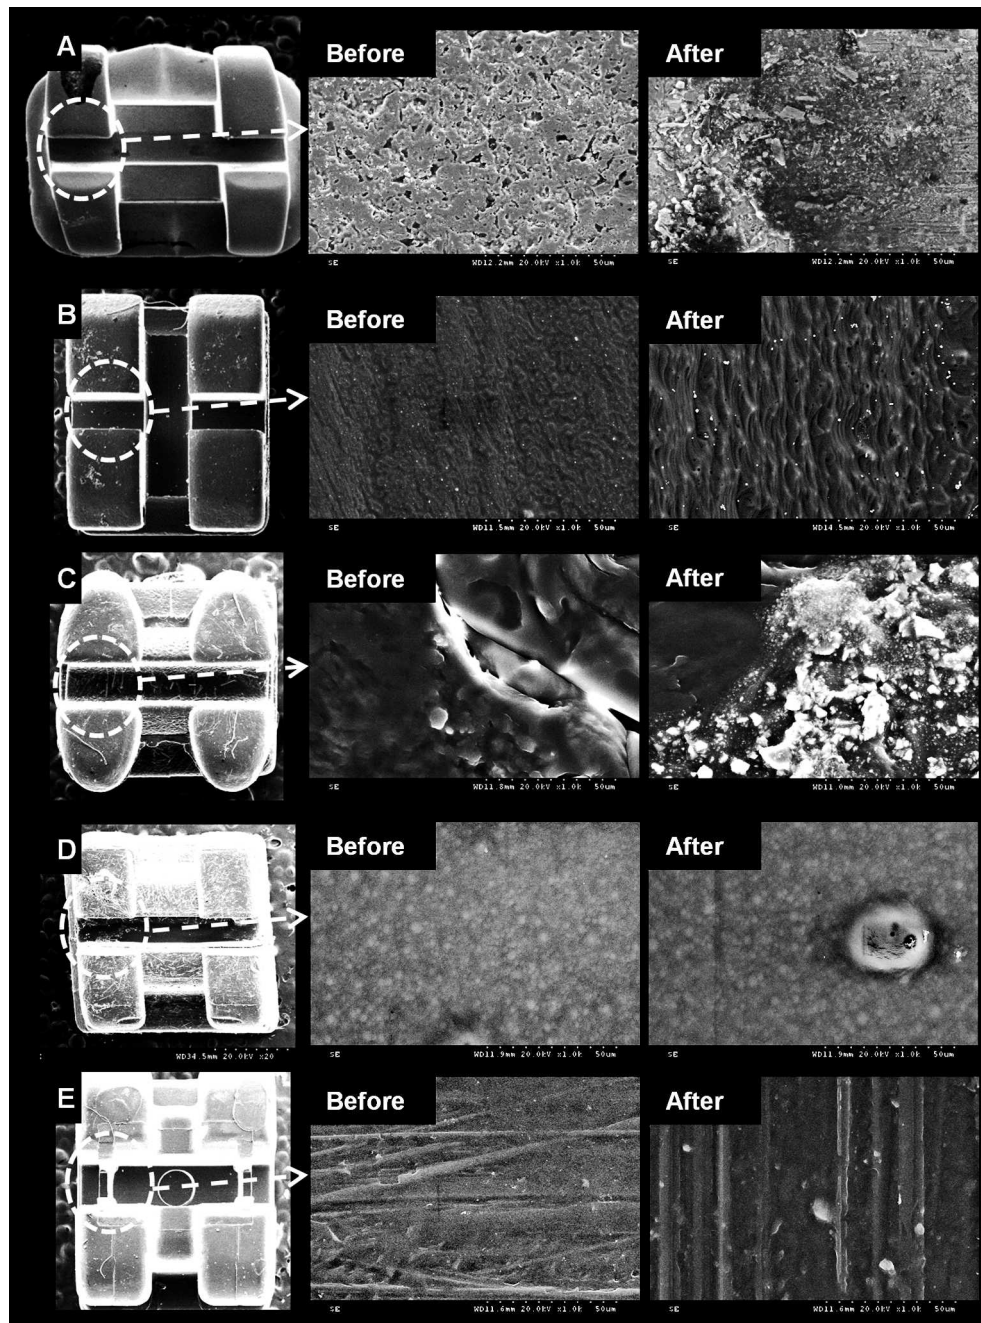 A
Before
After
SE WD12.2mm 20.0kV x1.0k 50um
SE WD12.2mm 20.0kV x1.0k 50um
B
Before
After
SE WD11.5mm 20.0kV x1.0k 50um
SE WD14.5mm 20.0kV x1.0k 50um
C
Before
After
SE WD11.8mm 20.0kV x1.0k 50um
SE WD11.0mm 20.0kV x1.0k 50um
D
Before
After
WD34.5mm 20.0kV x20
SE WD11.9mm 20.0kV x1.0k 50um
SE WD11.9mm 20.0kV x1.0k 50um
E
Before
After
SE WD11.6mm 20.0kV x1.0k 50um
SE WD11.6mm 20.0kV x1.0k 50um